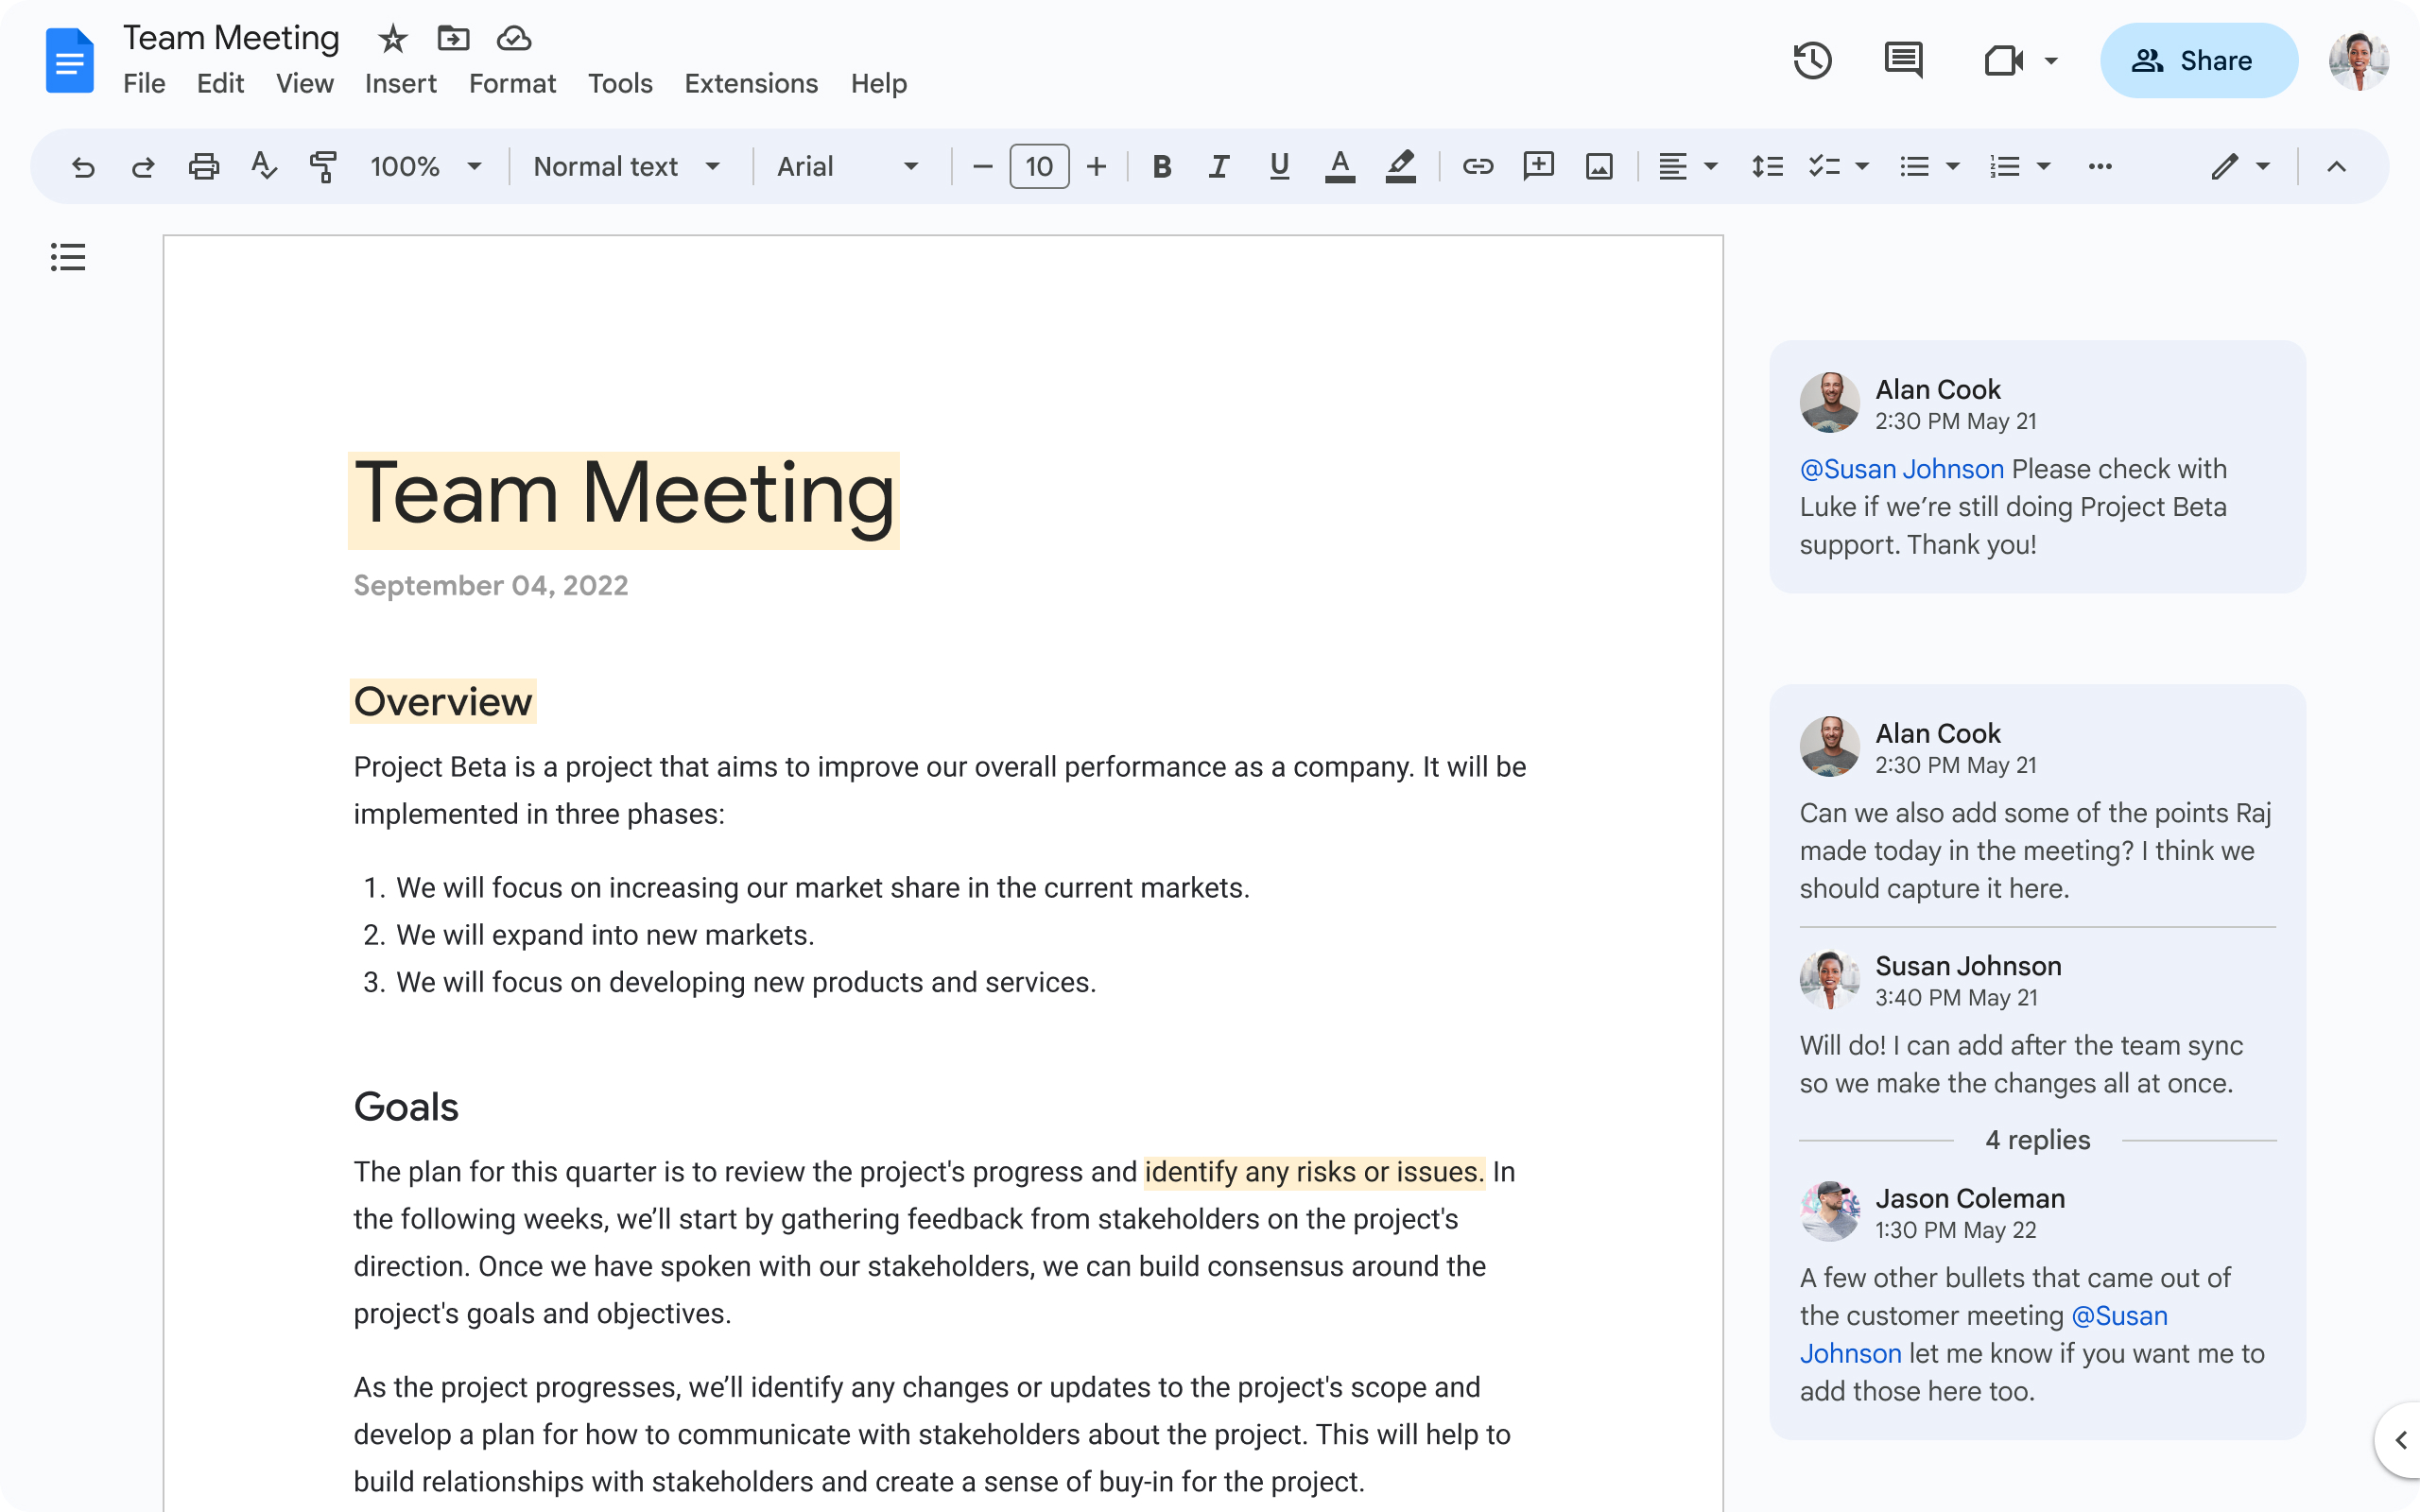 Team Meeting
File Edit View Insert Format Tools Extensions Help
Share
100% Normal text Arial 10
Team Meeting
September 04, 2022
Overview
Project Beta is a project that aims to improve our overall performance as a company. It will be
implemented in three phases:
1. We will focus on increasing our market share in the current markets.
2. We will expand into new markets.
3. We will focus on developing new products and services.
Goals
The plan for this quarter is to review the project's progress and identify any risks or issues. In
the following weeks, we’ll start by gathering feedback from stakeholders on the project's
direction. Once we have spoken with our stakeholders, we can build consensus around the
project's goals and objectives.
As the project progresses, we’ll identify any changes or updates to the project's scope and
develop a plan for how to communicate with stakeholders about the project. This will help to
build relationships with stakeholders and create a sense of buy-in for the project.
Alan Cook
2:30 PM May 21
@Susan Johnson Please check with
Luke if we’re still doing Project Beta
support. Thank you!
Alan Cook
2:30 PM May 21
Can we also add some of the points Raj
made today in the meeting? I think we
should capture it here.
Susan Johnson
3:40 PM May 21
Will do! I can add after the team sync
so we make the changes all at once.
4 replies
Jason Coleman
1:30 PM May 22
A few other bullets that came out of
the customer meeting @Susan
Johnson let me know if you want me to
add those here too.